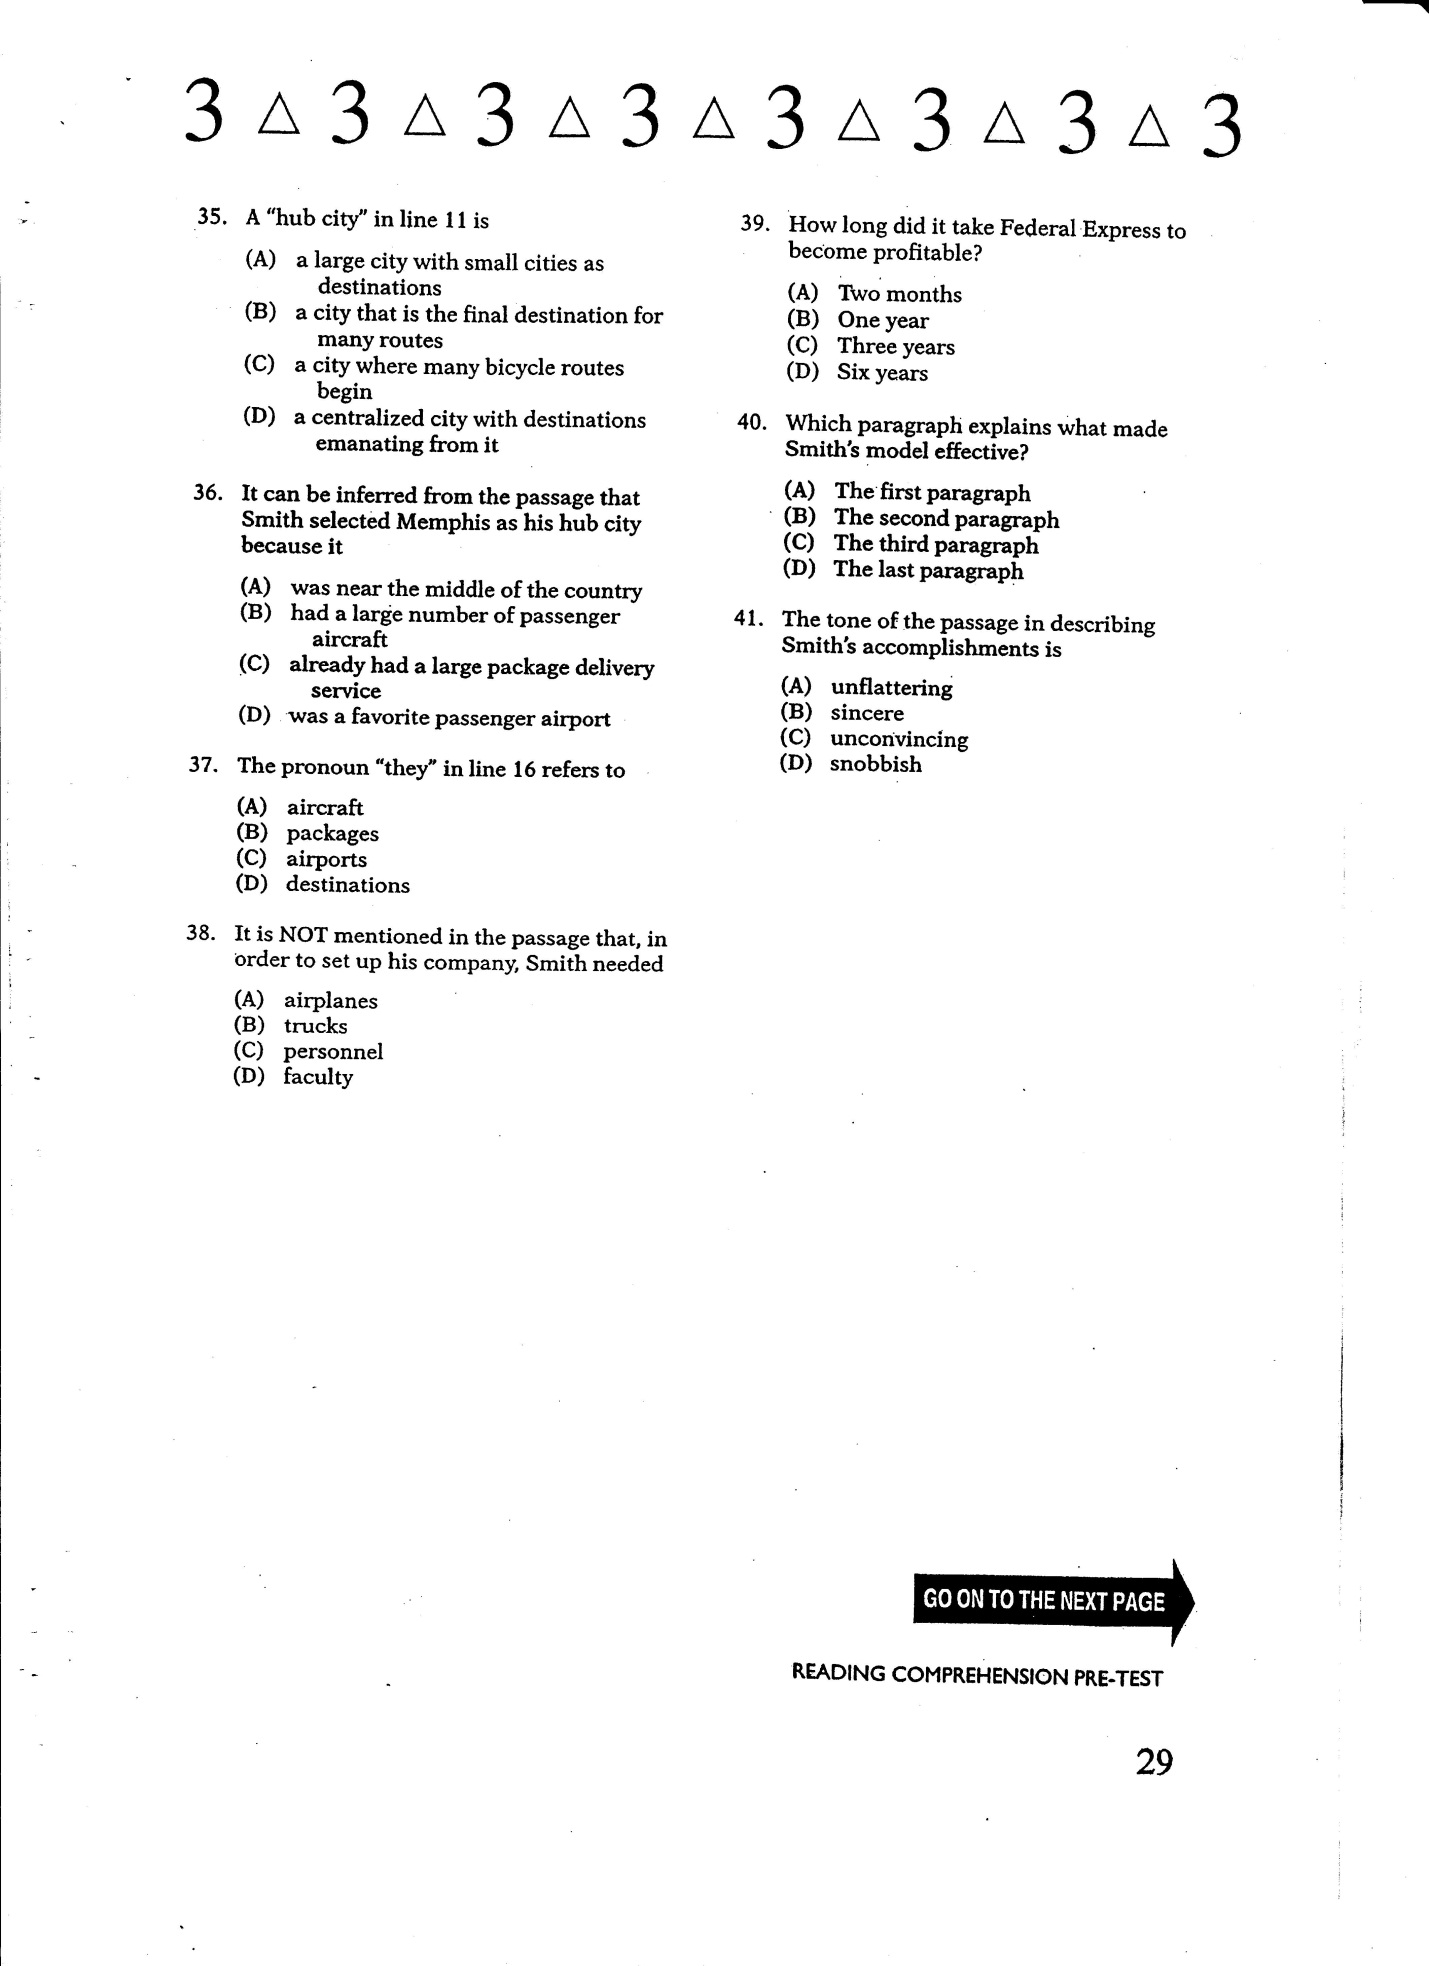 3 △ 3 △ 3 △ 3 △ 3 △ 3 △ 3 △ 3
35. A “hub city” in line 11 is
(A) a large city with small cities as
destinations
(B) a city that is the final destination for
many routes
(C) a city where many bicycle routes
begin
(D) a centralized city with destinations
emanating from it
36. It can be inferred from the passage that
Smith selected Memphis as his hub city
because it
(A) was near the middle of the country
(B) had a large number of passenger
aircraft
(C) already had a large package delivery
service
(D) was a favorite passenger airport
37. The pronoun “they” in line 16 refers to
(A) aircraft
(B) packages
(C) airports
(D) destinations
38. It is NOT mentioned in the passage that, in
order to set up his company, Smith needed
(A) airplanes
(B) trucks
(C) personnel
(D) faculty
39. How long did it take Federal Express to
become profitable?
(A) Two months
(B) One year
(C) Three years
(D) Six years
40. Which paragraph explains what made
Smith’s model effective?
(A) The first paragraph
(B) The second paragraph
(C) The third paragraph
(D) The last paragraph
41. The tone of the passage in describing
Smith’s accomplishments is
(A) unflattering
(B) sincere
(C) unconvincing
(D) snobbish
GO ON TO THE NEXT PAGE
READING COMPREHENSION PRE-TEST
29